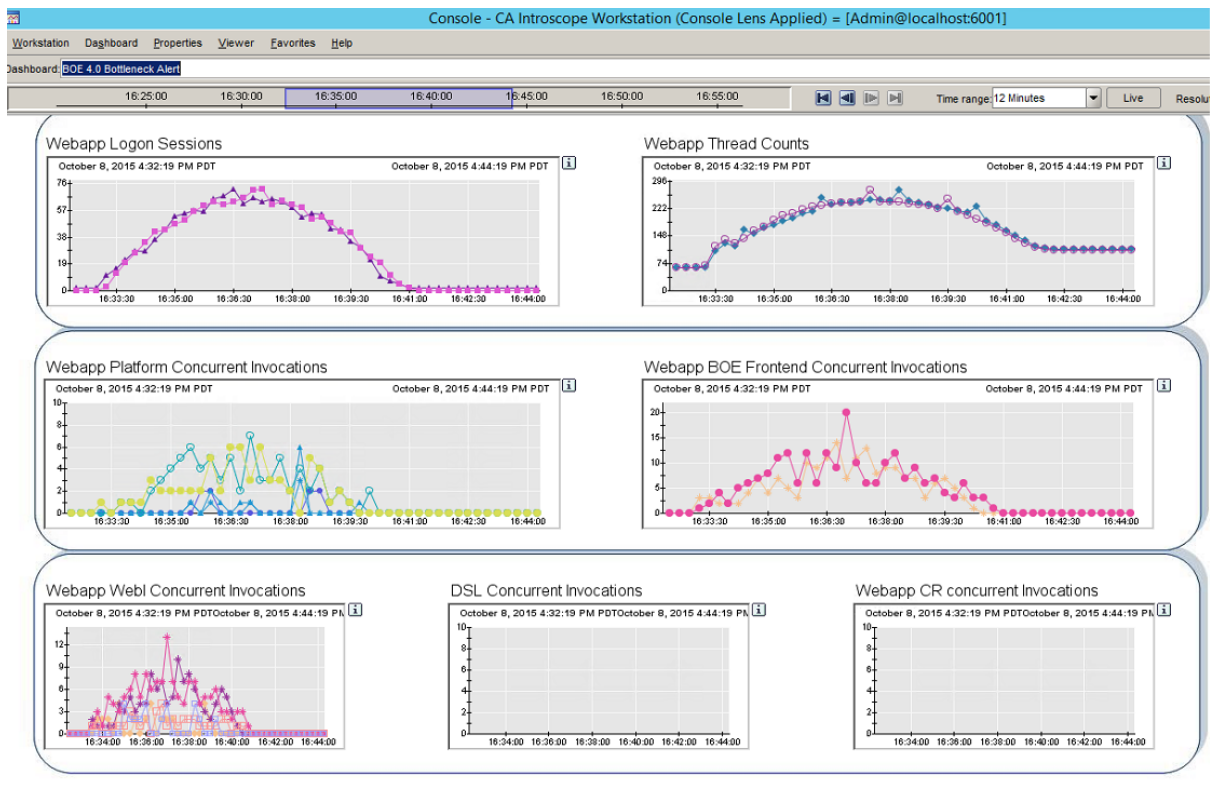 Console - CA Introscope Workstation (Console Lens Applied) = [Admin@localhost:6001]
Workstation Dashboard Properties Viewer Favorites Help
Dashboard: BOE 4.0 Bottleneck Alert
16:25:00 16:30:00 16:35:00 16:40:00 16:45:00 16:50:00 16:55:00 Time range: 12 Minutes Live Resolu
Webapp Logon Sessions
October 8, 2015 4:32:19 PM PDT October 8, 2015 4:44:19 PM PDT
76
57
38
19
0
16:33:30 16:35:00 16:36:30 16:38:00 16:39:30 16:41:00 16:42:30 16:44:00
Webapp Thread Counts
October 8, 2015 4:32:19 PM PDT October 8, 2015 4:44:19 PM PDT
296
222
148
74
0
16:33:30 16:35:00 16:36:30 16:38:00 16:39:30 16:41:00 16:42:30 16:44:00
Webapp Platform Concurrent Invocations
October 8, 2015 4:32:19 PM PDT October 8, 2015 4:44:19 PM PDT
10
8
6
4
2
0
16:33:30 16:35:00 16:36:30 16:38:00 16:39:30 16:41:00 16:42:30 16:44:00
Webapp BOE Frontend Concurrent Invocations
October 8, 2015 4:32:19 PM PDT October 8, 2015 4:44:19 PM PDT
20
15
10
5
0
16:33:30 16:35:00 16:36:30 16:38:00 16:39:30 16:41:00 16:42:30 16:44:00
Webapp WebI Concurrent Invocations
October 8, 2015 4:32:19 PM PDTOctober 8, 2015 4:44:19 PM
12
9
6
3
0
16:34:00 16:36:00 16:38:00 16:40:00 16:42:00 16:44:00
DSL Concurrent Invocations
October 8, 2015 4:32:19 PM PDTOctober 8, 2015 4:44:19 PM
10
8
6
4
2
0
16:34:00 16:36:00 16:38:00 16:40:00 16:42:00 16:44:00
Webapp CR concurrent Invocations
October 8, 2015 4:32:19 PM PDTOctober 8, 2015 4:44:19 PM
10
8
6
4
2
0
16:34:00 16:36:00 16:38:00 16:40:00 16:42:00 16:44:00